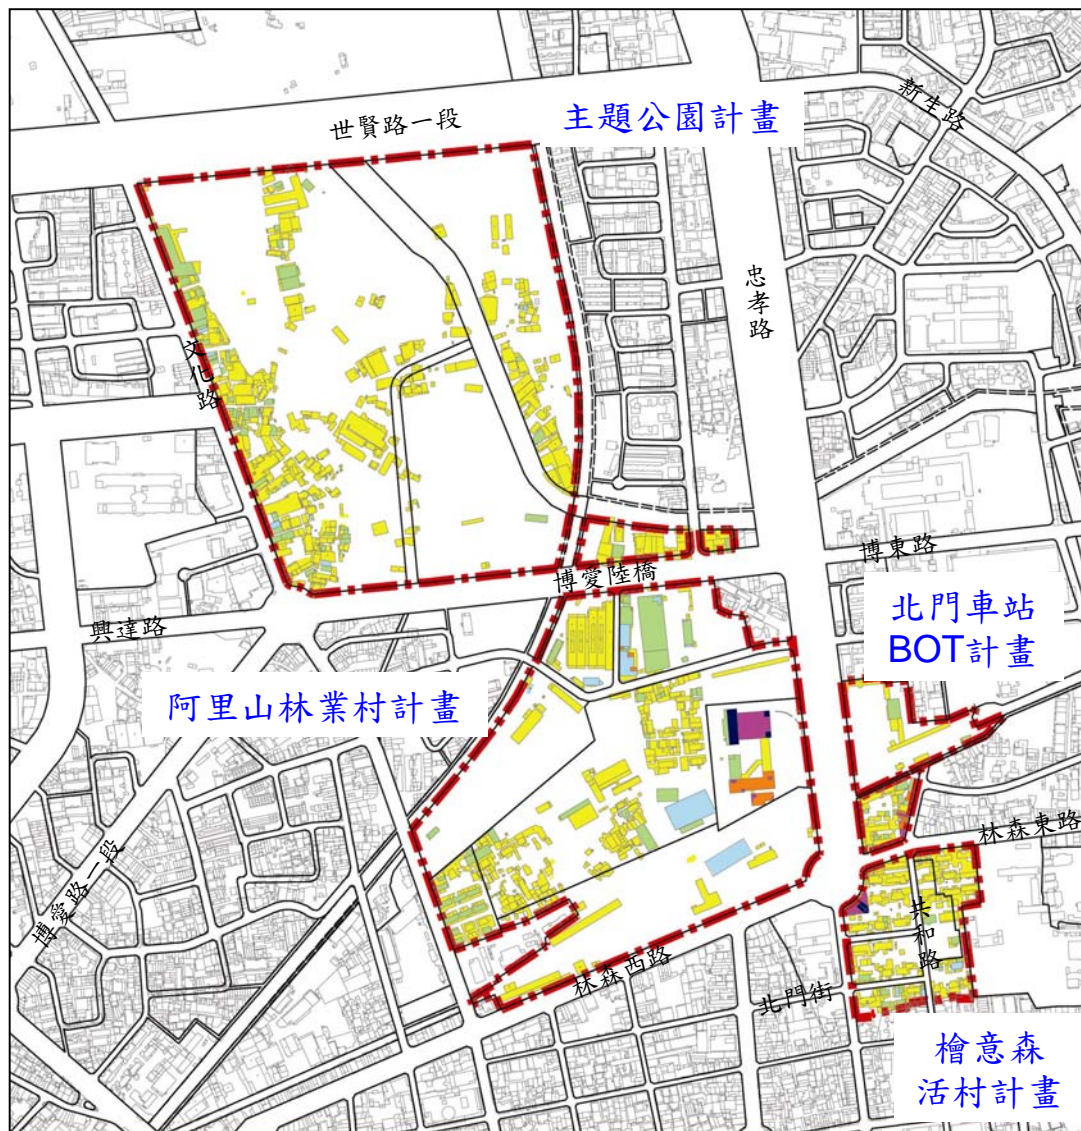 主題公園計畫
世賢路一段
新生路
忠孝路
文化路
博東路
博愛陸橋
興達路
北門車站
BOT計畫
阿里山林業村計畫
林森東路
博愛路一段
共和路
林森西路
北門街
檜意森
活村計畫